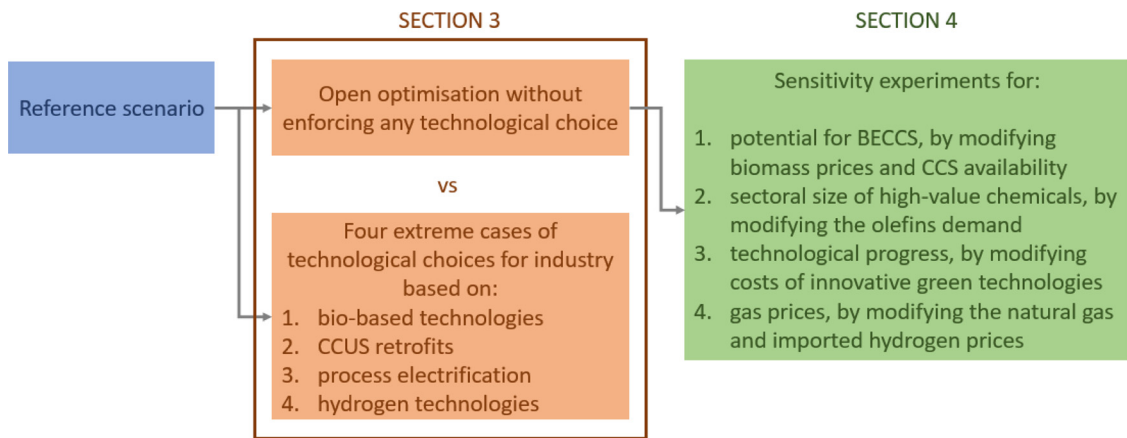 SECTION 3
SECTION 4
Reference scenario
Open optimisation without
enforcing any technological choice
vs
Four extreme cases of
technological choices for industry
based on:
1. bio-based technologies
2. CCUS retrofits
3. process electrification
4. hydrogen technologies
Sensitivity experiments for:
1. potential for BECCS, by modifying
biomass prices and CCS availability
2. sectoral size of high-value chemicals, by
modifying the olefins demand
3. technological progress, by modifying
costs of innovative green technologies
4. gas prices, by modifying the natural gas
and imported hydrogen prices